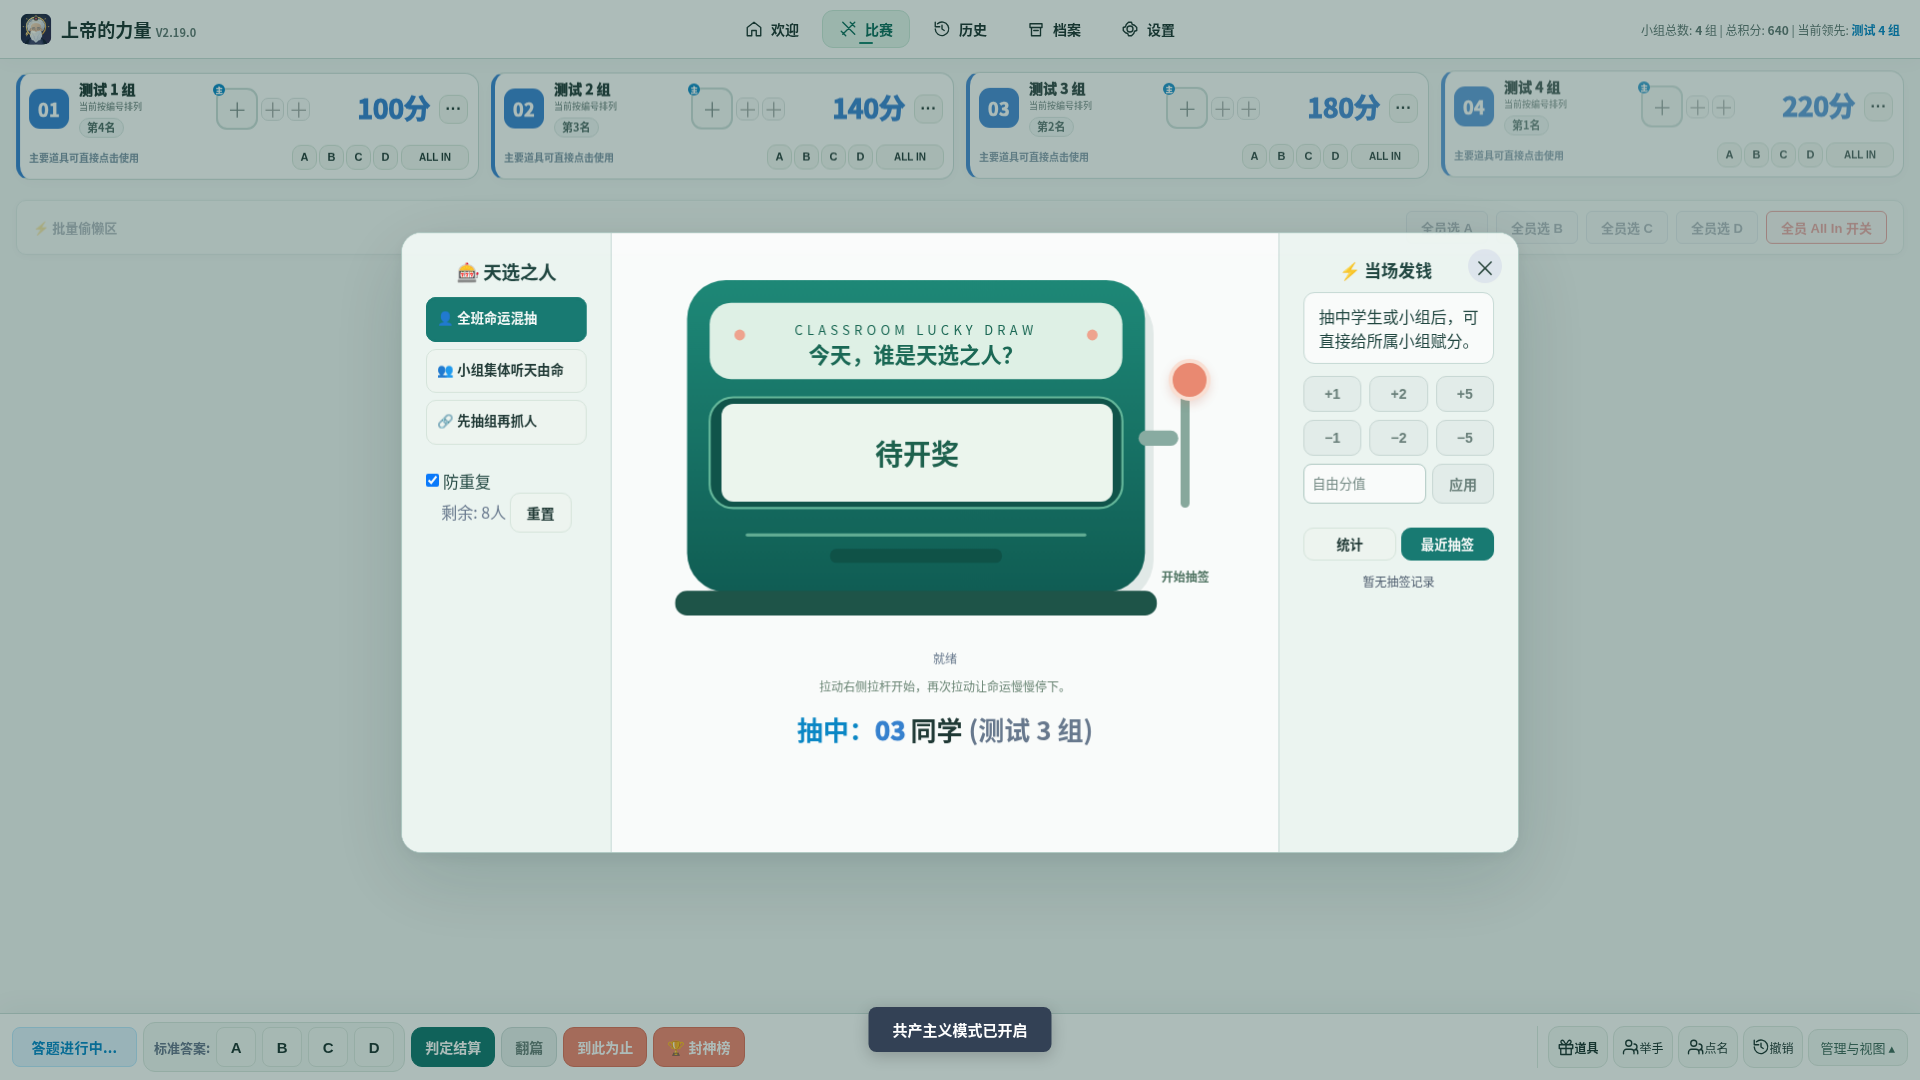 上帝的力量 V2.19.0
欢迎
比赛
历史
档案
设置
小组总数: 4 组 | 总积分: 640 | 当前领先: 测试 4 组
01
测试 1 组
当前按编号排列
第4名
主
100分
主要道具可直接点击使用
A B C D ALL IN
02
测试 2 组
当前按编号排列
第3名
主
140分
主要道具可直接点击使用
A B C D ALL IN
03
测试 3 组
当前按编号排列
第2名
主
180分
主要道具可直接点击使用
A B C D ALL IN
04
测试 4 组
当前按编号排列
第1名
主
220分
主要道具可直接点击使用
A B C D ALL IN
⚡ 批量偷懒区
全员选 A
全员选 B
全员选 C
全员选 D
全员 All In 开关
🎰 天选之人
👤 全班命运混抽
👥 小组集体听天由命
🔗 先抽组再抓人
防重复
剩余: 8人
重置
CLASSROOM LUCKY DRAW
今天，谁是天选之人？
待开奖
开始抽签
就绪
拉动右侧拉杆开始，再次拉动让命运慢慢停下。
抽中：03 同学 (测试 3 组)
⚡ 当场发钱
抽中学生或小组后，可
直接给所属小组赋分。
+1 +2 +5
−1 −2 −5
自由分值
应用
统计
最近抽签
暂无抽签记录
共产主义模式已开启
答题进行中...
标准答案:
A B C D
判定结算
翻篇
到此为止
🏆 封神榜
道具
举手
点名
撤销
管理与视图 ▴